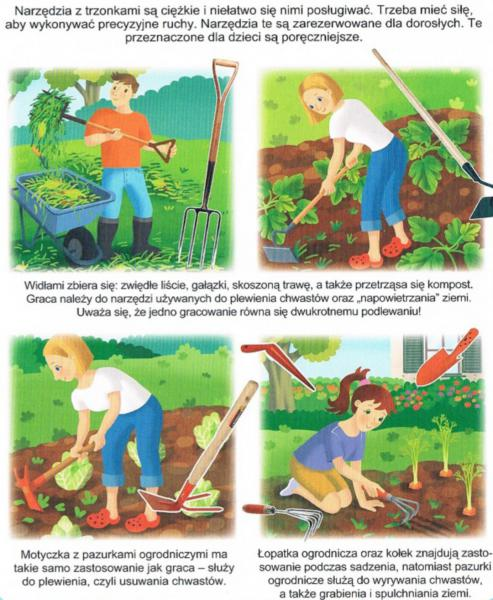 Narzędzia z trzonkami są ciężkie i niełatwo się nimi posługiwać. Trzeba mieć siłę,
aby wykonywać precyzyjne ruchy. Narzędzia te są zarezerwowane dla dorosłych. Te
przeznaczone dla dzieci są poręczniejsze.
Widłami zbiera się: zwiędłe liście, gałązki, skoszoną trawę, a także przetrząsa się kompost.
Graca należy do narzędzi używanych do plewienia chwastów oraz „napowietrzania” ziemi.
Uważa się, że jedno gracowanie równa się dwukrotnemu podlewaniu!
Motyczka z pazurkami ogrodniczymi ma
takie samo zastosowanie jak graca – służy
do plewienia, czyli usuwania chwastów.
Łopatka ogrodnicza oraz kołek znajdują zasto-
sowanie podczas sadzenia, natomiast pazurki
ogrodnicze służą do wyrywania chwastów,
a także grabienia i spulchniania ziemi.